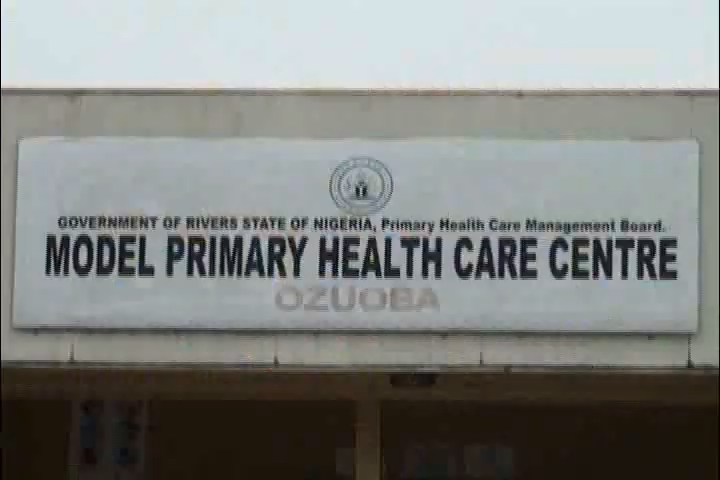 GOVERNMENT OF RIVERS STATE OF NIGERIA, Primary Health Care Management Board.
MODEL PRIMARY HEALTH CARE CENTRE
OZUOBA